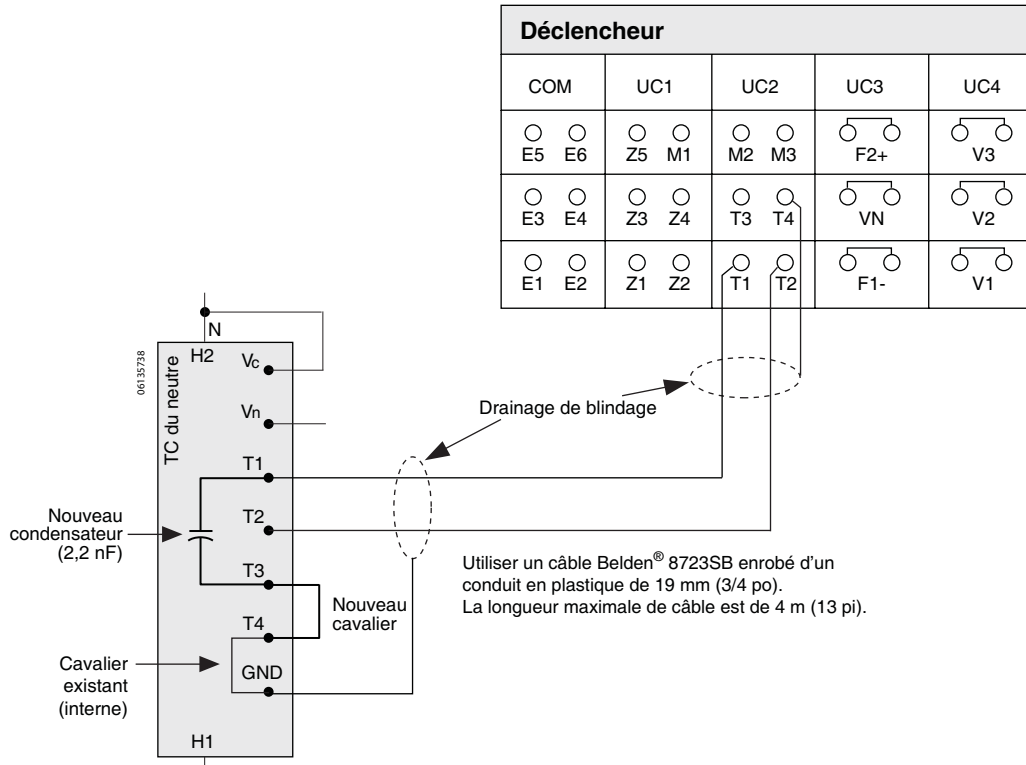 Déclencheur
COM UC1 UC2 UC3 UC4
E5 E6 Z5 M1 M2 M3 F2+ V3
E3 E4 Z3 Z4 T3 T4 VN V2
E1 E2 Z1 Z2 T1 T2 F1- V1
06135738
TC du neutre
N
H2
Vc
Vn
T1
T2
T3
T4
GND
H1
Drainage de blindage
Nouveau
condensateur
(2,2 nF)
Nouveau
cavalier
Cavalier
existant
(interne)
Utiliser un câble Belden® 8723SB enrobé d'un
conduit en plastique de 19 mm (3/4 po).
La longueur maximale de câble est de 4 m (13 pi).